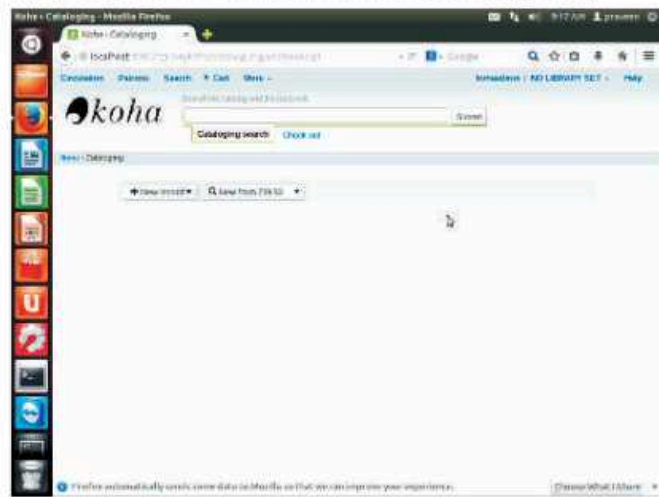 Koha › Cataloging - Mozilla Firefox 9:17 AM praveen
Koha › Cataloging
localhost Google
Circulation Patrons Search Cart More NO LIBRARY SET Help
koha
Submit
Cataloging search Check out
Home › Cataloging
New record New from Z39.50
Firefox automatically sends some data to Mozilla so that we can improve your experience. Choose What I Share